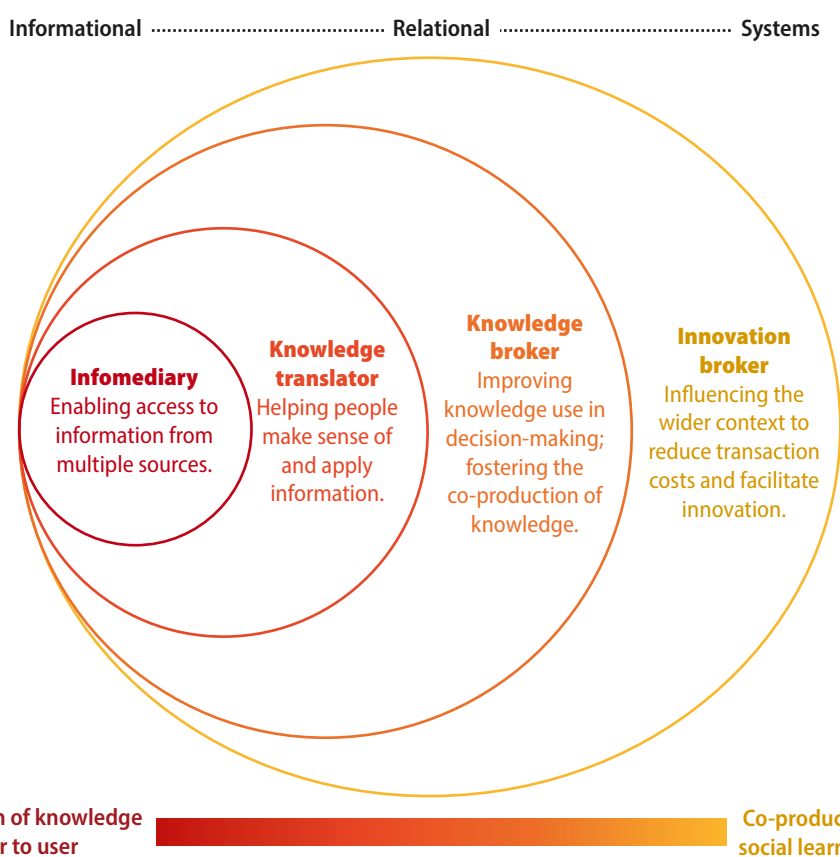 Informational ........ Relational ........ Systems
Infomediary
Enabling access to
information from
multiple sources.
Knowledge
translator
Helping people
make sense of
and apply
information.
Knowledge
broker
Improving
knowledge use in
decision-making;
fostering the
co-production of
knowledge.
Innovation
broker
Influencing the
wider context to
reduce transaction
costs and facilitate
innovation.
of knowledge
to user
social